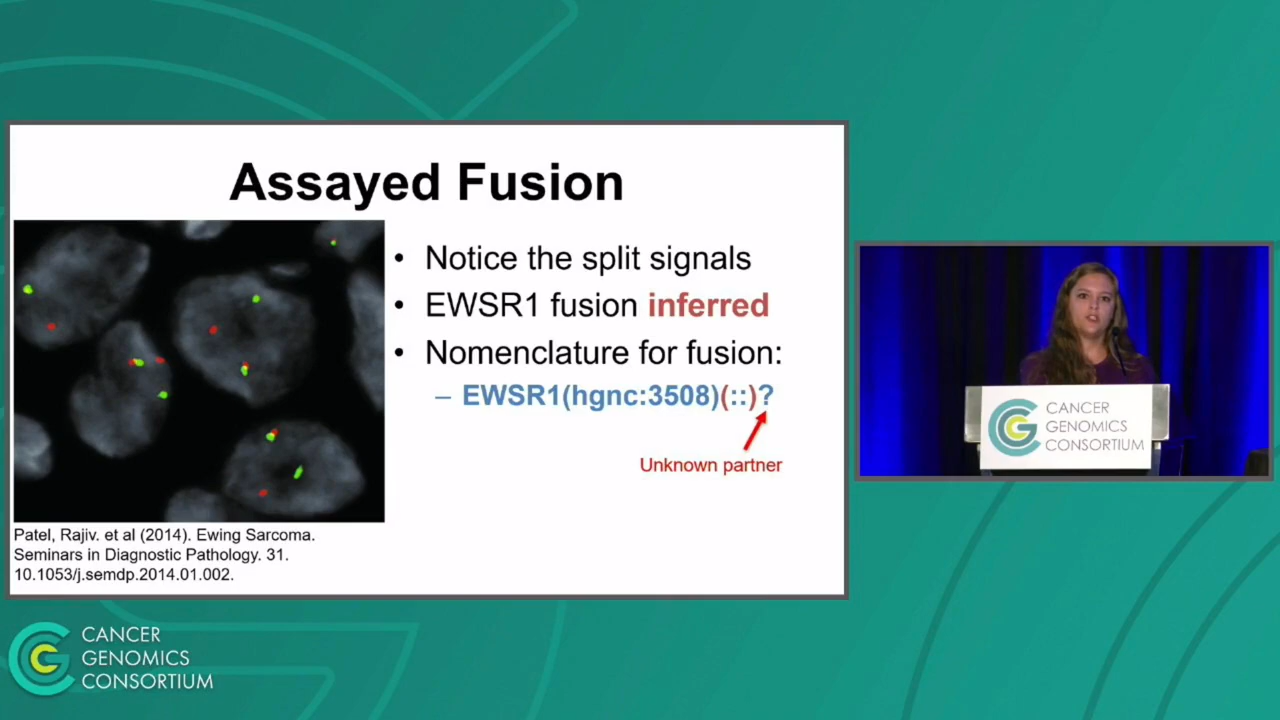 Assayed Fusion
• Notice the split signals
• EWSR1 fusion inferred
• Nomenclature for fusion:
– EWSR1(hgnc:3508)(::)?
Unknown partner
Patel, Rajiv. et al (2014). Ewing Sarcoma.
Seminars in Diagnostic Pathology. 31.
10.1053/j.semdp.2014.01.002.
CANCER
GENOMICS
CONSORTIUM
CANCER
GENOMICS
CONSORTIUM